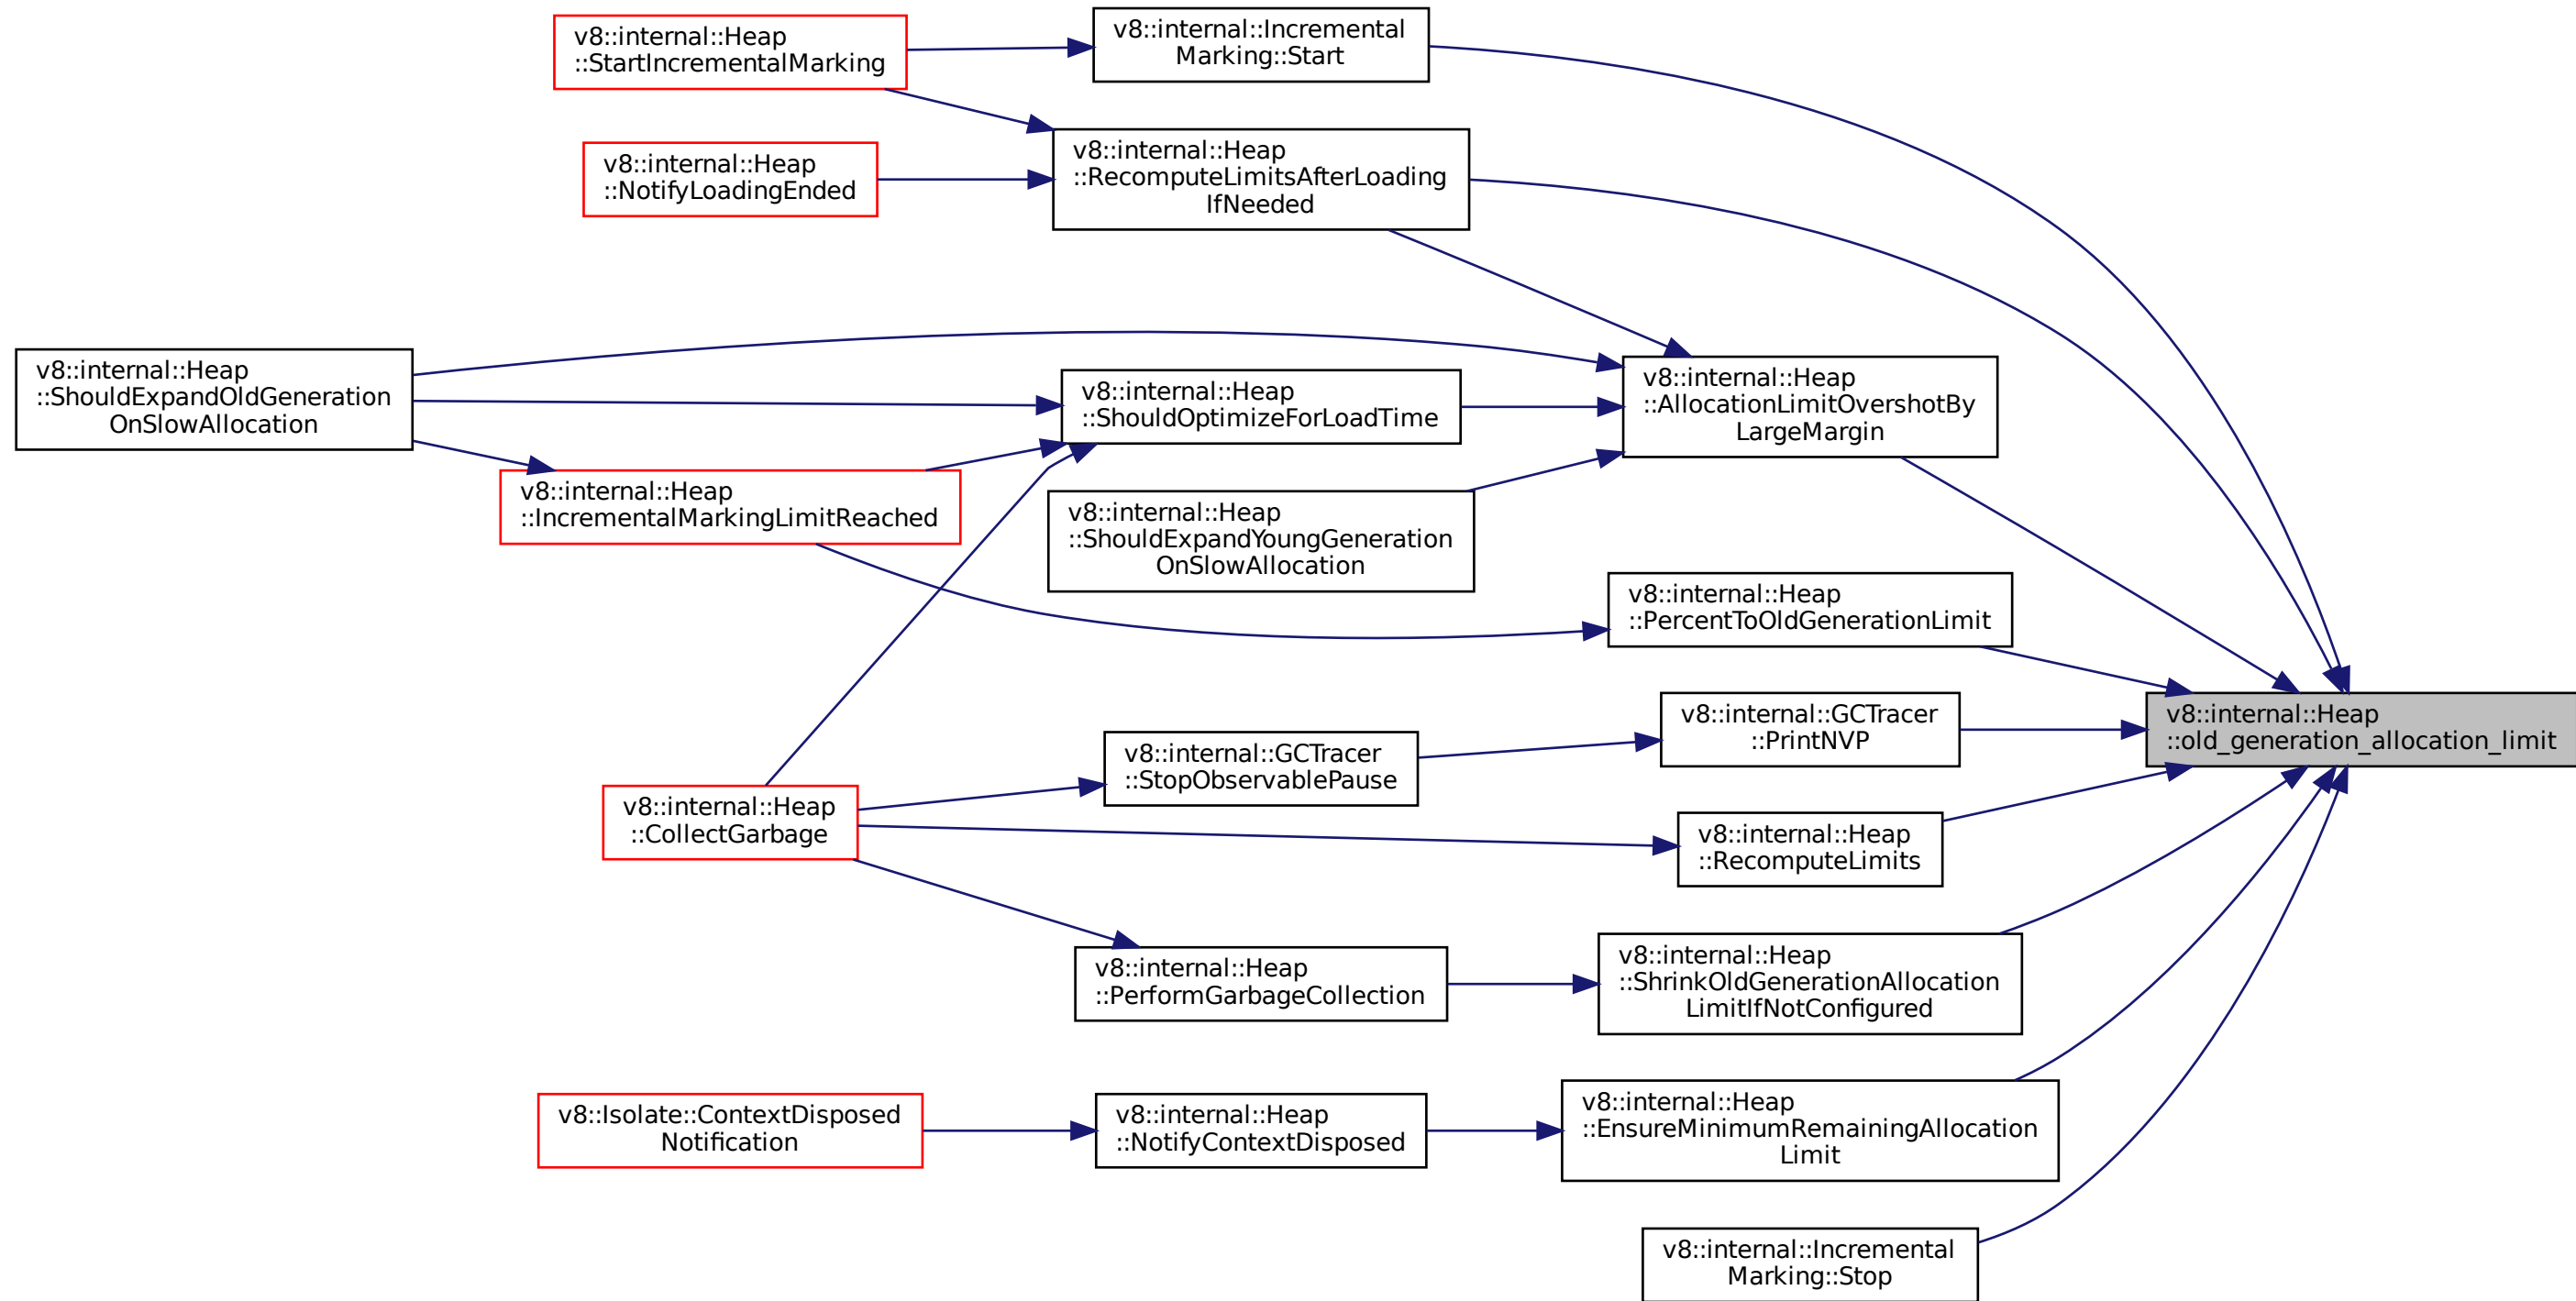 v8::internal::Heap
::StartIncrementalMarking
v8::internal::Incremental
Marking::Start
v8::internal::Heap
::NotifyLoadingEnded
v8::internal::Heap
::RecomputeLimitsAfterLoading
IfNeeded
v8::internal::Heap
::ShouldExpandOldGeneration
OnSlowAllocation
v8::internal::Heap
::ShouldOptimizeForLoadTime
v8::internal::Heap
::AllocationLimitOvershotBy
LargeMargin
v8::internal::Heap
::IncrementalMarkingLimitReached
v8::internal::Heap
::ShouldExpandYoungGeneration
OnSlowAllocation
v8::internal::Heap
::PercentToOldGenerationLimit
v8::internal::GCTracer
::PrintNVP
v8::internal::Heap
::old_generation_allocation_limit
v8::internal::GCTracer
::StopObservablePause
v8::internal::Heap
::CollectGarbage
v8::internal::Heap
::RecomputeLimits
v8::internal::Heap
::PerformGarbageCollection
v8::internal::Heap
::ShrinkOldGenerationAllocation
LimitIfNotConfigured
v8::Isolate::ContextDisposed
Notification
v8::internal::Heap
::NotifyContextDisposed
v8::internal::Heap
::EnsureMinimumRemainingAllocation
Limit
v8::internal::Incremental
Marking::Stop